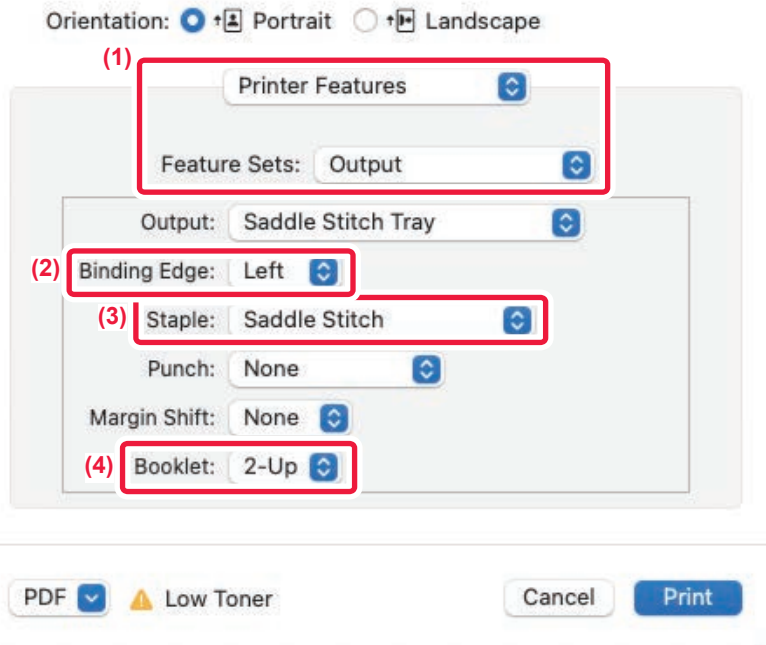 Orientation: Portrait Landscape
(1)
Printer Features
Feature Sets: Output
Output: Saddle Stitch Tray
(2) Binding Edge: Left
(3) Staple: Saddle Stitch
Punch: None
Margin Shift: None
(4) Booklet: 2-Up
PDF Low Toner Cancel Print